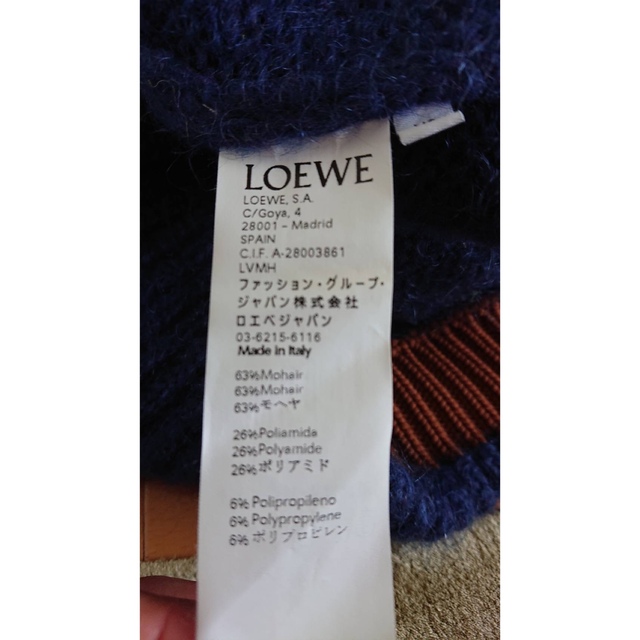 LOEWE
LOEWE, S.A.
C/Goya, 4
28001 - Madrid
SPAIN
C.I.F. A-28003861
LVMH
ファッション・グループ・
ジャパン株式会社
ロエベジャパン
03-6215-6116
Made in Italy
63%Mohair
63%Mohair
63%モヘヤ
26%Poliamida
26%Polyamide
26%ポリアミド
6% Polipropileno
6% Polypropylene
6% ポリプロピレン